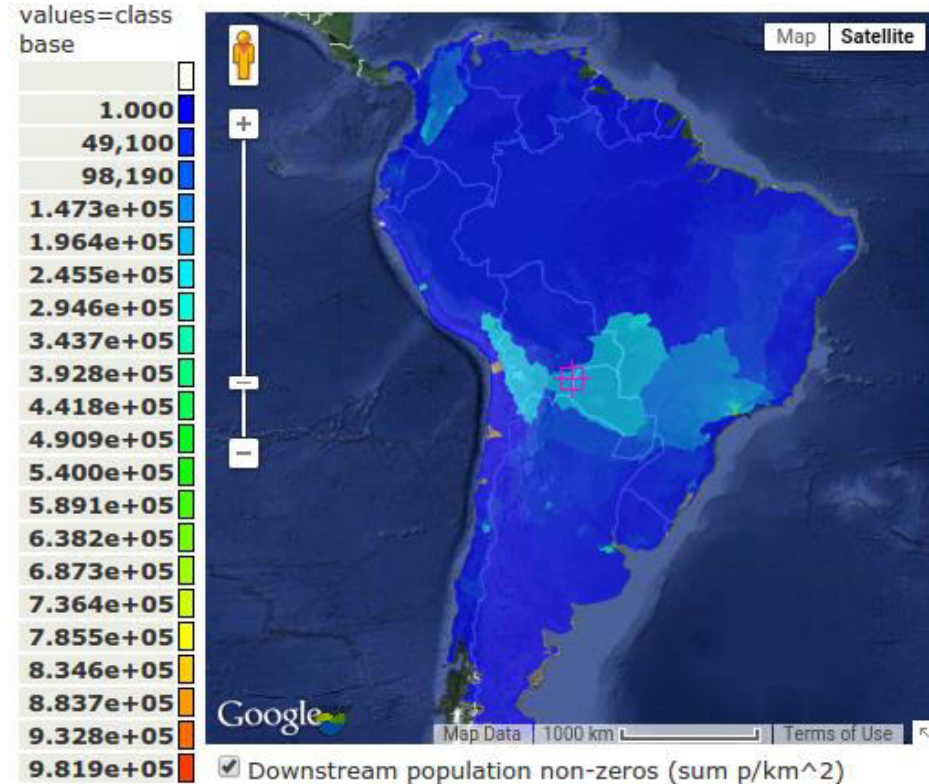 values=class
base
Map Satellite
1.000
49,100
98,190
1.473e+05
1.964e+05
2.455e+05
2.946e+05
3.437e+05
3.928e+05
4.418e+05
4.909e+05
5.400e+05
5.891e+05
6.382e+05
6.873e+05
7.364e+05
7.855e+05
8.346e+05
8.837e+05
9.328e+05
9.819e+05
Google
Map Data 1000 km Terms of Use
Downstream population non-zeros (sum p/km^2)